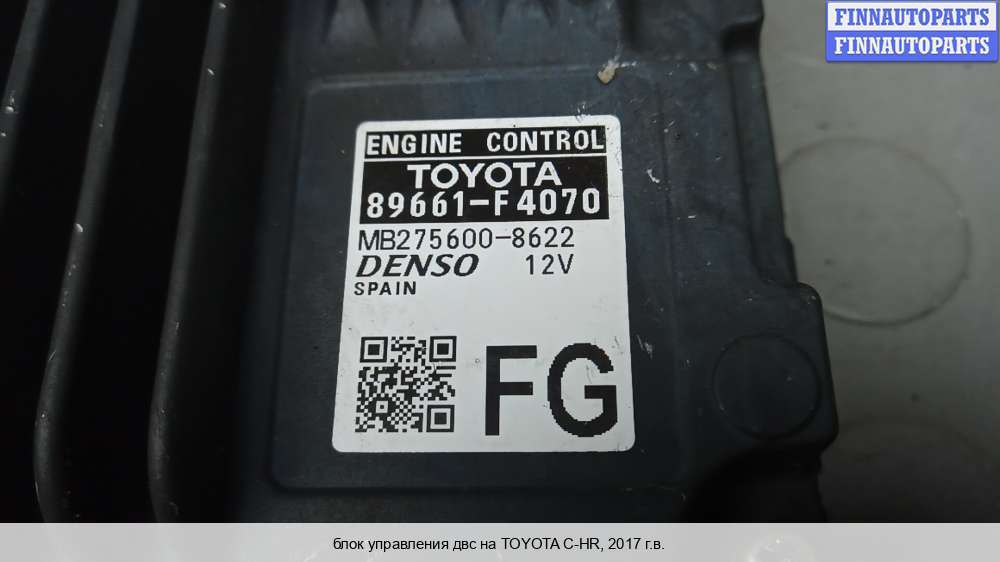 FINNAUTOPARTS
FINNAUTOPARTS
ENGINE CONTROL
TOYOTA
89661-F4070
MB275600-8622
DENSO 12V
SPAIN
FG
блок управления двс на TOYOTA C-HR, 2017 г.в.